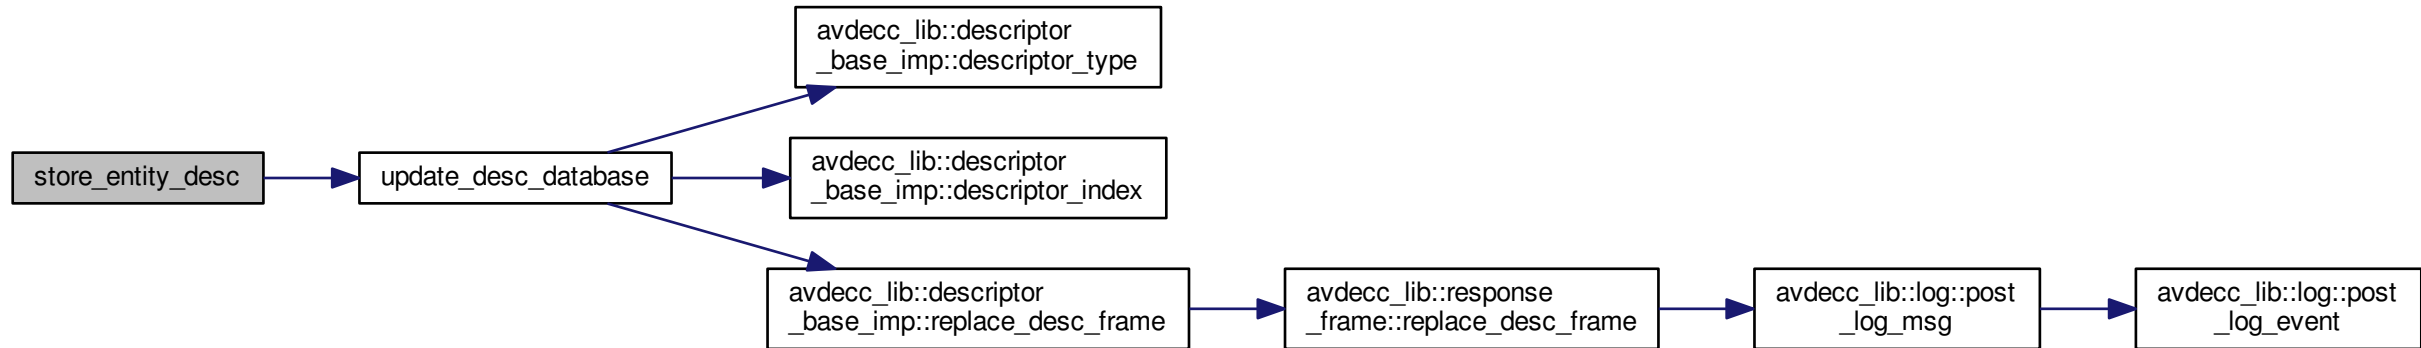 store_entity_desc
update_desc_database
avdecc_lib::descriptor
_base_imp::descriptor_type
avdecc_lib::descriptor
_base_imp::descriptor_index
avdecc_lib::descriptor
_base_imp::replace_desc_frame
avdecc_lib::response
_frame::replace_desc_frame
avdecc_lib::log::post
_log_msg
avdecc_lib::log::post
_log_event